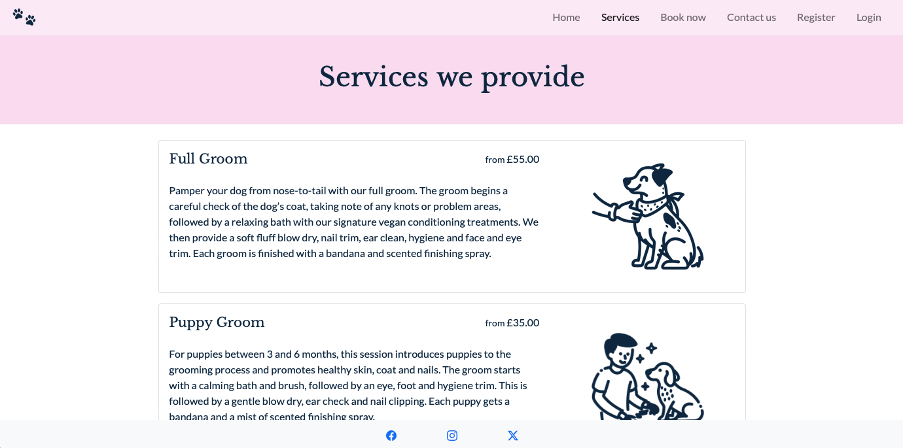 Home Services Book now Contact us Register Login
Services we provide
Full Groom from £55.00
Pamper your dog from nose-to-tail with our full groom. The groom begins a
careful check of the dog's coat, taking note of any knots or problem areas,
followed by a relaxing bath with our signature vegan conditioning treatments. We
then provide a soft fluff blow dry, nail trim, ear clean, hygiene and face and eye
trim. Each groom is finished with a bandana and scented finishing spray.
Puppy Groom from £35.00
For puppies between 3 and 6 months, this session introduces puppies to the
grooming process and promotes healthy skin, coat and nails. The groom starts
with a calming bath and brush, followed by an eye, foot and hygiene trim. This is
followed by a gentle blow dry, ear check and nail clipping. Each puppy gets a
bandana and a mist of scented finishing spray.